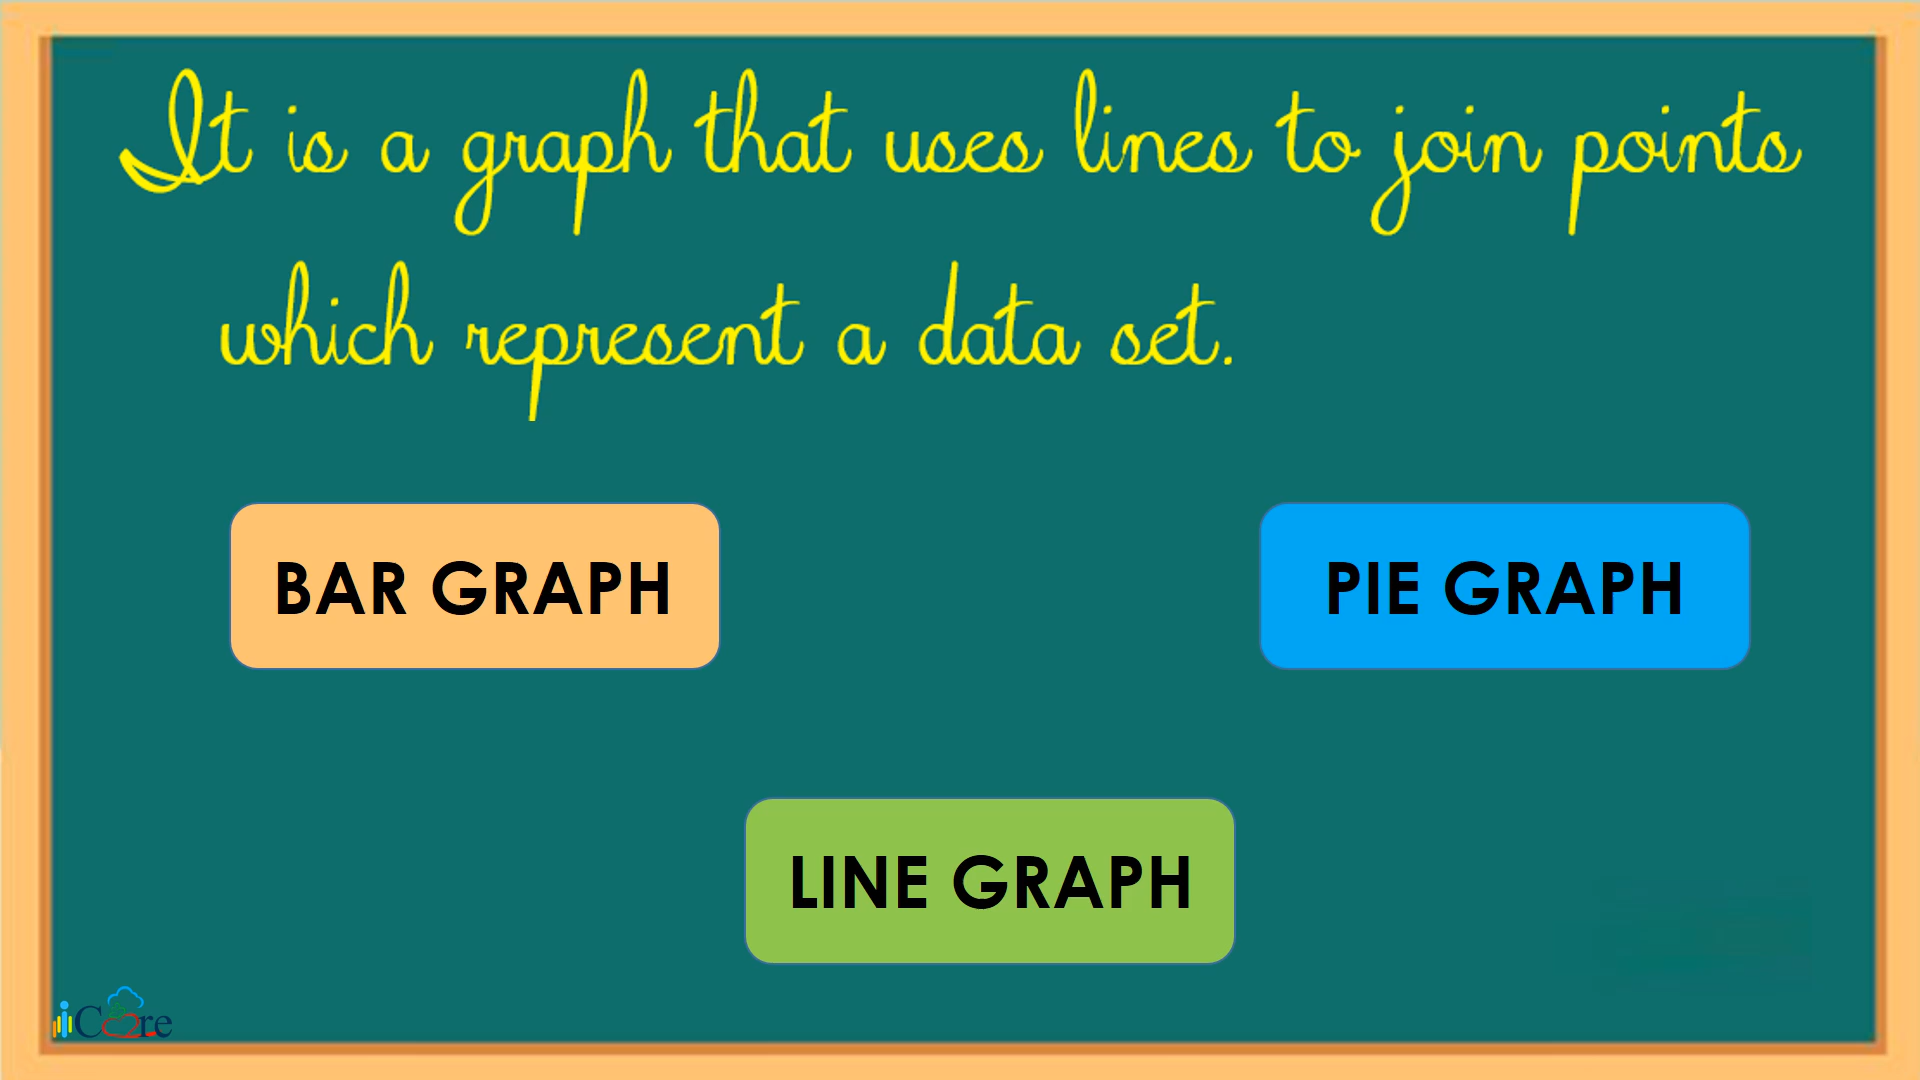 It is a graph that uses lines to join points
which represent a data set.
BAR GRAPH
PIE GRAPH
LINE GRAPH
iCare